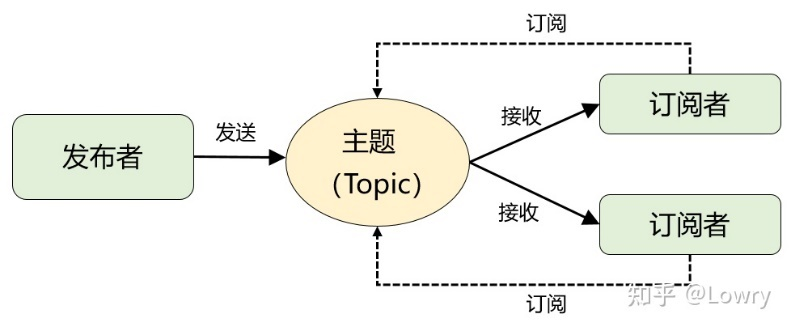 订阅
订阅者
接收
发送
发布者
主题
（Topic）
接收
订阅者
订阅
知乎 @Lowry